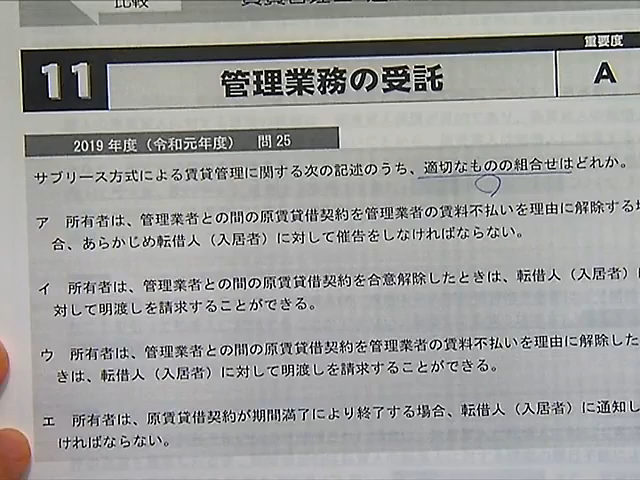 比較
重要度
11 管理業務の受託 A
2019年度（令和元年度） 問25
サブリース方式による賃貸管理に関する次の記述のうち、適切なものの組合せはどれか。
ア 所有者は、管理業者との間の原賃貸借契約を管理業者の賃料不払いを理由に解除する場
合、あらかじめ転借人（入居者）に対して催告をしなければならない。
イ 所有者は、管理業者との間の原賃貸借契約を合意解除したときは、転借人（入居者）に
対して明渡しを請求することができる。
ウ 所有者は、管理業者との間の原賃貸借契約を管理業者の賃料不払いを理由に解除した
きは、転借人（入居者）に対して明渡しを請求することができる。
エ 所有者は、原賃貸借契約が期間満了により終了する場合、転借人（入居者）に通知し
ければならない。